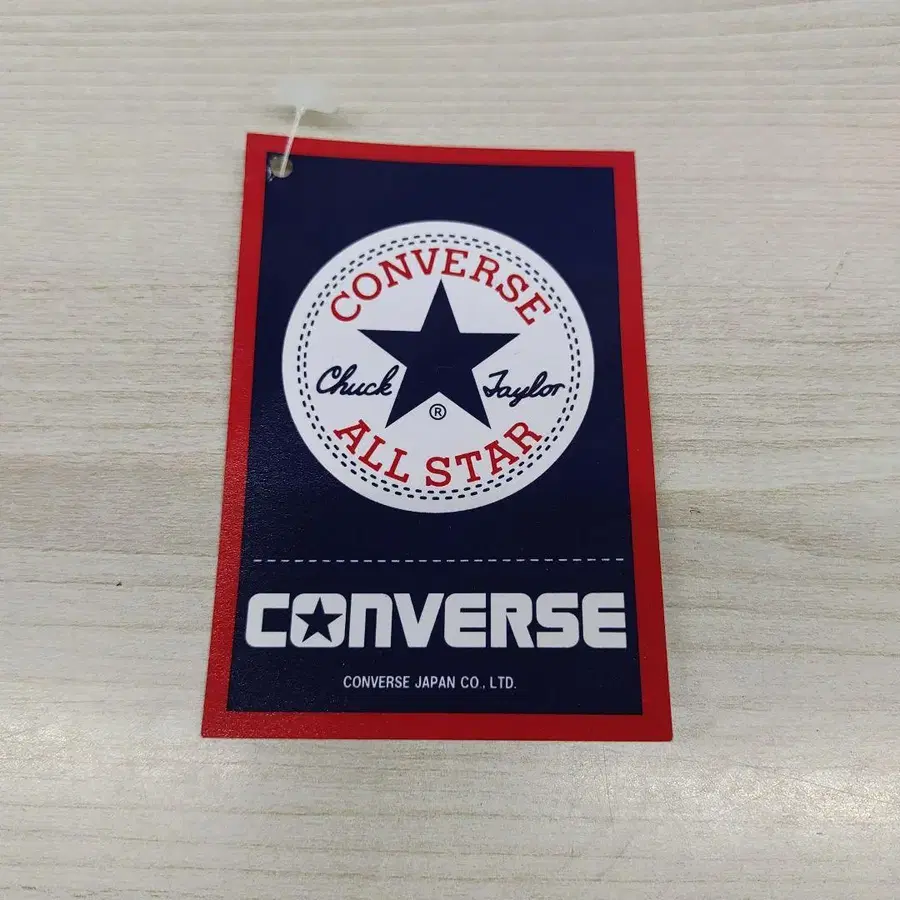 CONVERSE
Chuck Taylor
®
ALL STAR
CONVERSE
CONVERSE JAPAN CO., LTD.